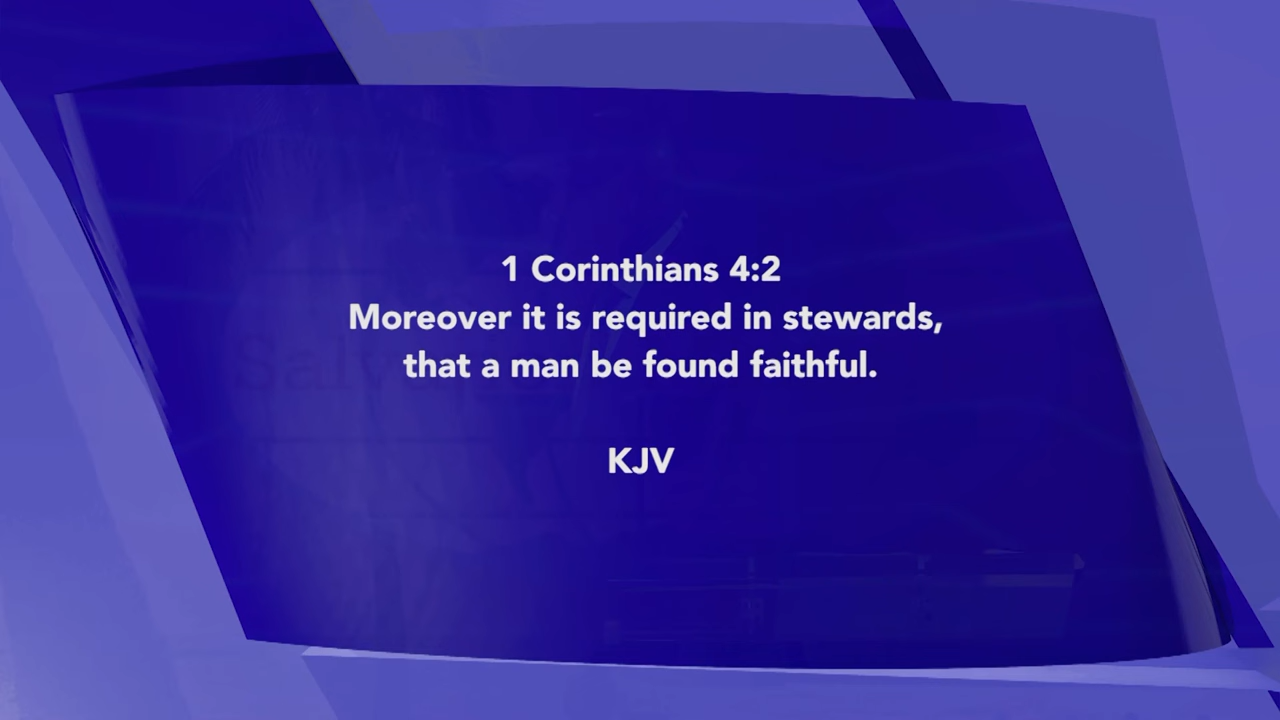 1 Corinthians 4:2
Moreover it is required in stewards,
that a man be found faithful.
KJV